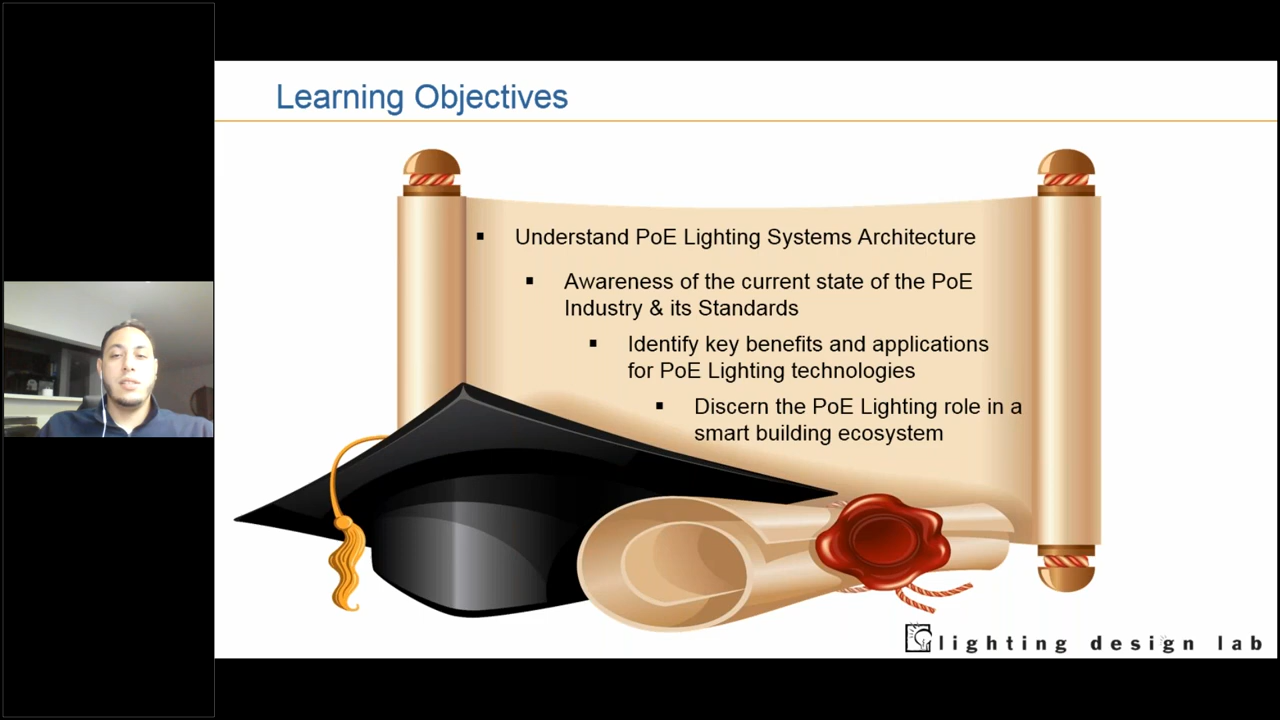 Learning Objectives
▪ Understand PoE Lighting Systems Architecture
▪ Awareness of the current state of the PoE
Industry & its Standards
▪ Identify key benefits and applications
for PoE Lighting technologies
▪ Discern the PoE Lighting role in a
smart building ecosystem
lighting design lab